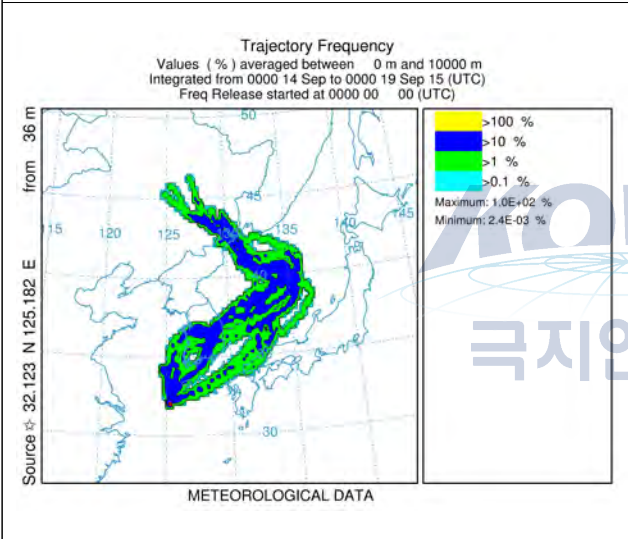 Trajectory Frequency
Values ( % ) averaged between 0 m and 10000 m
Integrated from 0000 14 Sep to 0000 19 Sep 15 (UTC)
Freq Release started at 0000 00 00 (UTC)
Source ☆ 32.123 N 125.182 E from 36 m
50
45
115
120
125
130
135
140
145
40
30
>100 %
>10 %
>1 %
>0.1 %
Maximum: 1.0E+02 %
Minimum: 2.4E-03 %
극지연
METEOROLOGICAL DATA